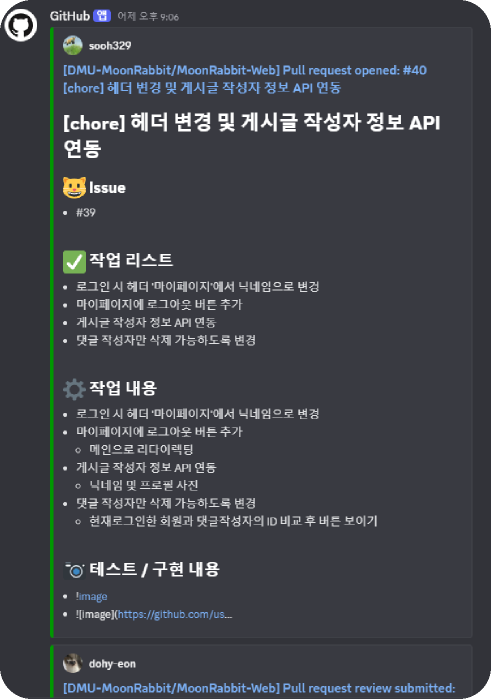 GitHub 앱 어제 오후 9:06
sooh329
[DMU-MoonRabbit/MoonRabbit-Web] Pull request opened: #40
[chore] 헤더 변경 및 게시글 작성자 정보 API 연동
[chore] 헤더 변경 및 게시글 작성자 정보 API
연동
Issue
• #39
작업 리스트
• 로그인 시 헤더 '마이페이지'에서 닉네임으로 변경
• 마이페이지에 로그아웃 버튼 추가
• 게시글 작성자 정보 API 연동
• 댓글 작성자만 삭제 가능하도록 변경
작업 내용
• 로그인 시 헤더 '마이페이지'에서 닉네임으로 변경
• 마이페이지에 로그아웃 버튼 추가
◦ 메인으로 리다이렉팅
• 게시글 작성자 정보 API 연동
◦ 닉네임 및 프로필 사진
• 댓글 작성자만 삭제 가능하도록 변경
◦ 현재로그인한 회원과 댓글작성자의 ID 비교 후 버튼 보이기
테스트 / 구현 내용
• !image
• ![image](https://github.com/us...
dohy-eon
[DMU-MoonRabbit/MoonRabbit-Web] Pull request review submitted: